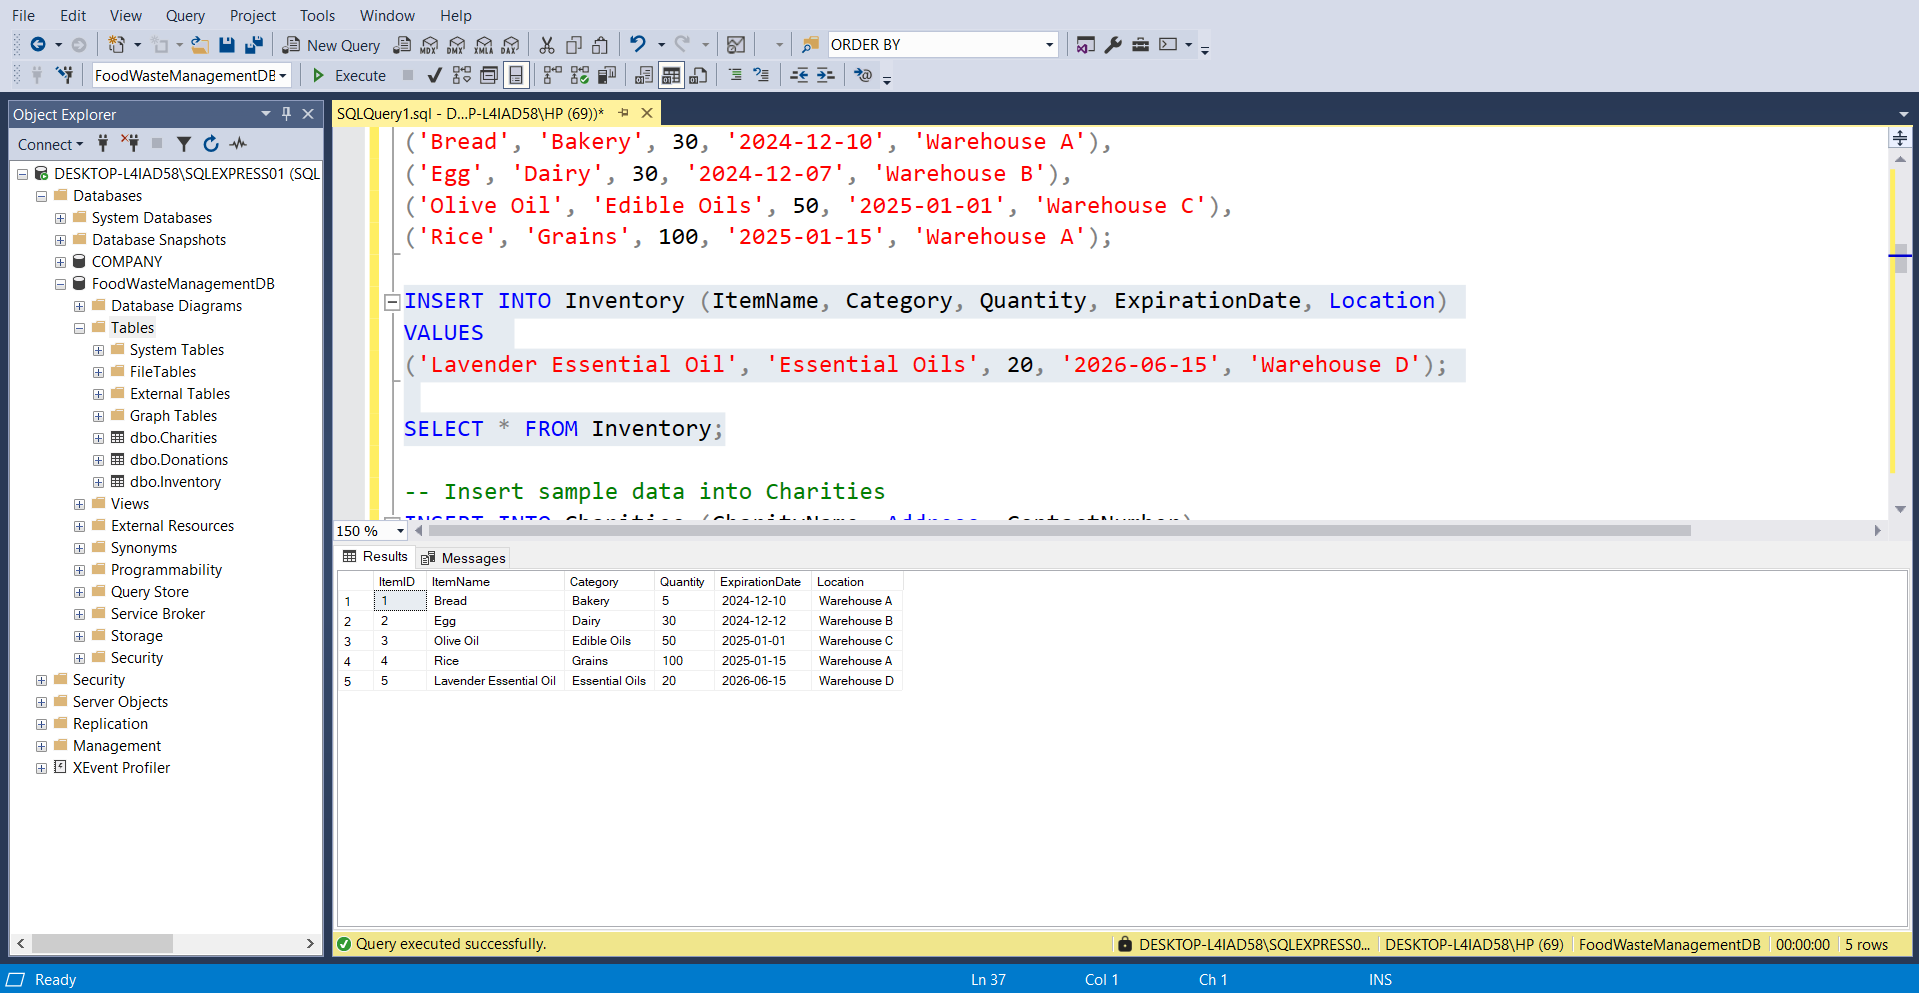 File Edit View Query Project Tools Window Help
New Query MDX DMX XMLA DAX ORDER BY
FoodWasteManagementDB Execute
Object Explorer
Connect
DESKTOP-L4IAD58\SQLEXPRESS01 (SQL
Databases
System Databases
Database Snapshots
COMPANY
FoodWasteManagementDB
Database Diagrams
Tables
System Tables
FileTables
External Tables
Graph Tables
dbo.Charities
dbo.Donations
dbo.Inventory
Views
External Resources
Synonyms
Programmability
Query Store
Service Broker
Storage
Security
Security
Server Objects
Replication
Management
XEvent Profiler
SQLQuery1.sql - D...P-L4IAD58\HP (69))*
('Bread', 'Bakery', 30, '2024-12-10', 'Warehouse A'),
('Egg', 'Dairy', 30, '2024-12-07', 'Warehouse B'),
('Olive Oil', 'Edible Oils', 50, '2025-01-01', 'Warehouse C'),
('Rice', 'Grains', 100, '2025-01-15', 'Warehouse A');
INSERT INTO Inventory (ItemName, Category, Quantity, ExpirationDate, Location)
VALUES
('Lavender Essential Oil', 'Essential Oils', 20, '2026-06-15', 'Warehouse D');
SELECT * FROM Inventory;
-- Insert sample data into Charities
INSERT INTO Charities (CharityName, Address, ContactNumber)
150 %
Results Messages
ItemID ItemName Category Quantity ExpirationDate Location
1 1 Bread Bakery 5 2024-12-10 Warehouse A
2 2 Egg Dairy 30 2024-12-12 Warehouse B
3 3 Olive Oil Edible Oils 50 2025-01-01 Warehouse C
4 4 Rice Grains 100 2025-01-15 Warehouse A
5 5 Lavender Essential Oil Essential Oils 20 2026-06-15 Warehouse D
Query executed successfully. DESKTOP-L4IAD58\SQLEXPRESS0... DESKTOP-L4IAD58\HP (69) FoodWasteManagementDB 00:00:00 5 rows
Ready Ln 37 Col 1 Ch 1 INS